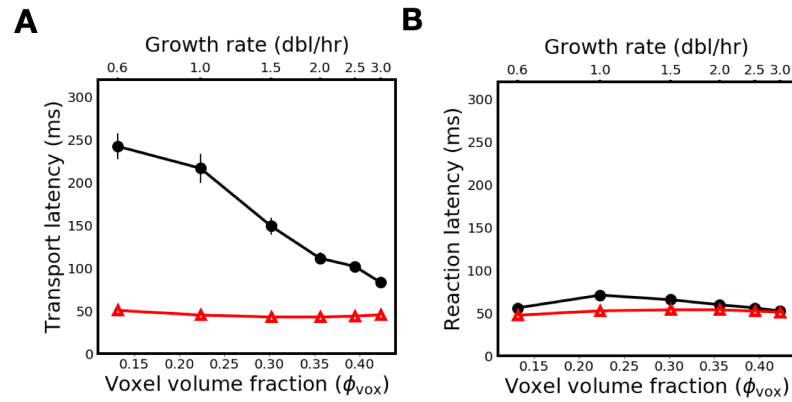 A
Growth rate (dbl/hr)
0.6 1.0 1.5 2.0 2.5 3.0
Transport latency (ms)
300
250
200
150
100
50
0
0.15 0.20 0.25 0.30 0.35 0.40
Voxel volume fraction (ϕvox)
B
Growth rate (dbl/hr)
0.6 1.0 1.5 2.0 2.5 3.0
Reaction latency (ms)
300
250
200
150
100
50
0
0.15 0.20 0.25 0.30 0.35 0.40
Voxel volume fraction (ϕvox)